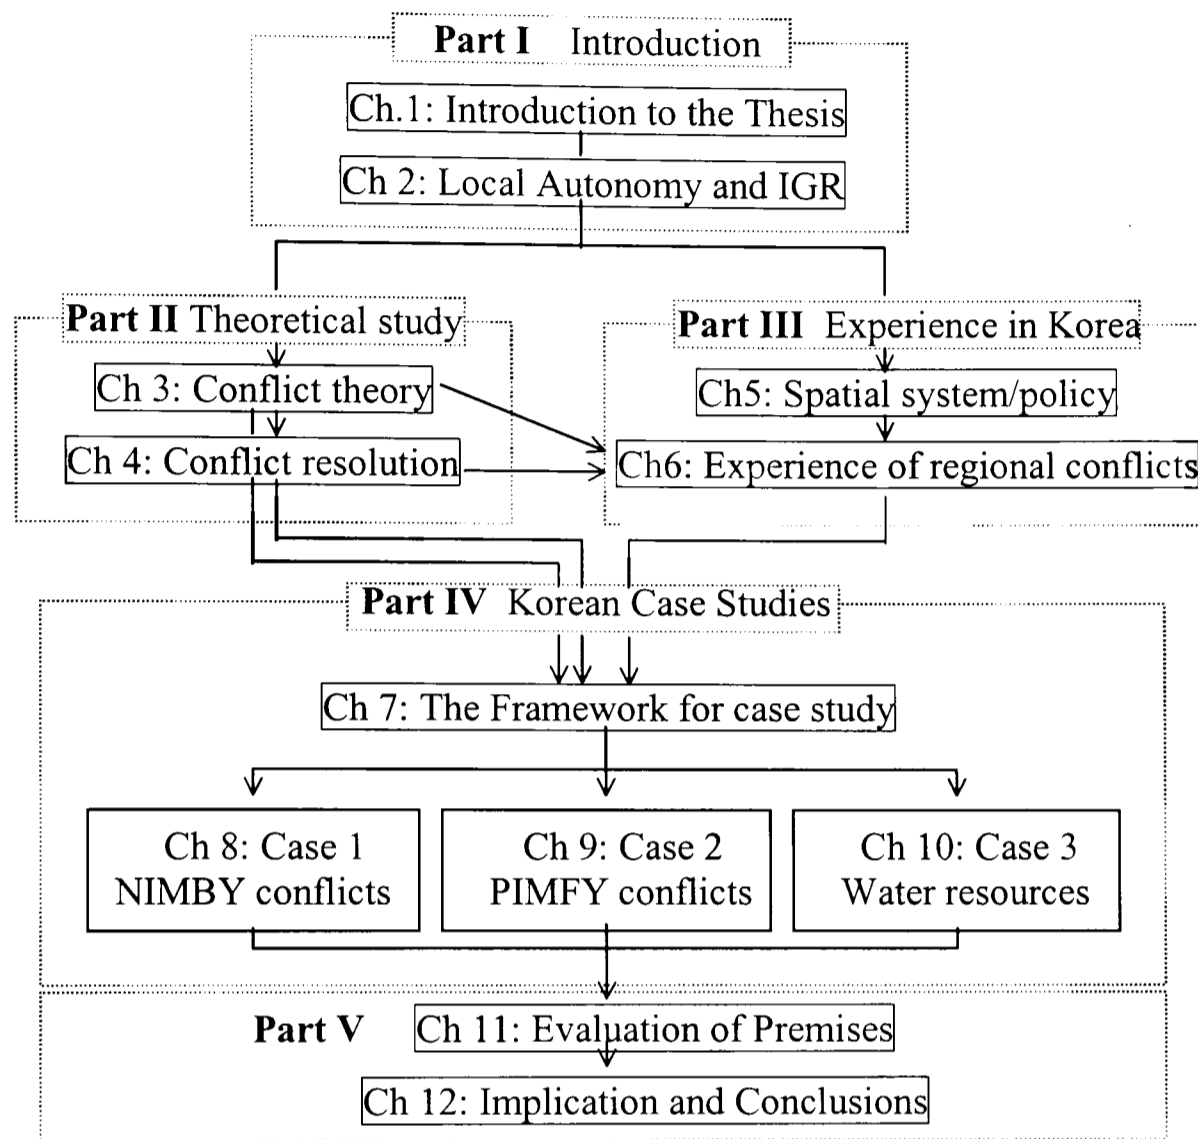 Part I Introduction
Ch.1: Introduction to the Thesis
Ch 2: Local Autonomy and IGR
Part II Theoretical study
Ch 3: Conflict theory
Ch 4: Conflict resolution
Part III Experience in Korea
Ch5: Spatial system/policy
Ch6: Experience of regional conflicts
Part IV Korean Case Studies
Ch 7: The Framework for case study
Ch 8: Case 1
NIMBY conflicts
Ch 9: Case 2
PIMFY conflicts
Ch 10: Case 3
Water resources
Part V
Ch 11: Evaluation of Premises
Ch 12: Implication and Conclusions